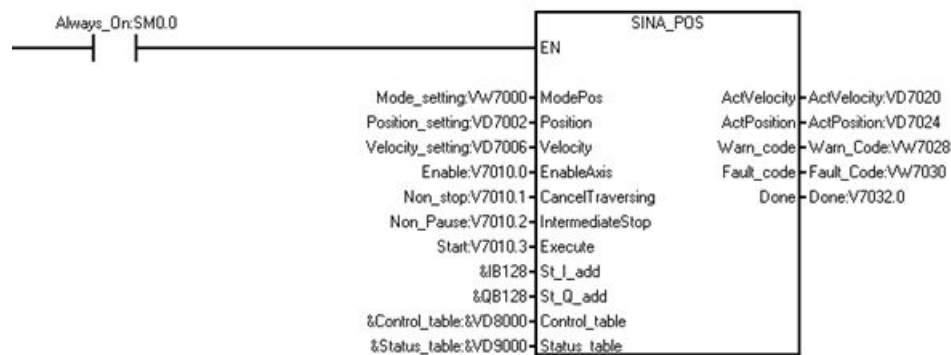 Always_On:SM0.0
SINA_POS
EN
Mode_setting:VW7000 ModePos ActVelocity ActVelocity:VD7020
Position_setting:VD7002 Position ActPosition ActPosition:VD7024
Velocity_setting:VD7006 Velocity Warn_code Warn_Code:VW7028
Enable:V7010.0 EnableAxis Fault_code Fault_Code:VW7030
Non_stop:V7010.1 CancelTraversing Done Done:V7032.0
Non_Pause:V7010.2 IntermediateStop
Start:V7010.3 Execute
&IB128 St_I_add
&QB128 St_Q_add
&Control_table:&VD8000 Control_table
&Status_table:&VD9000 Status_table